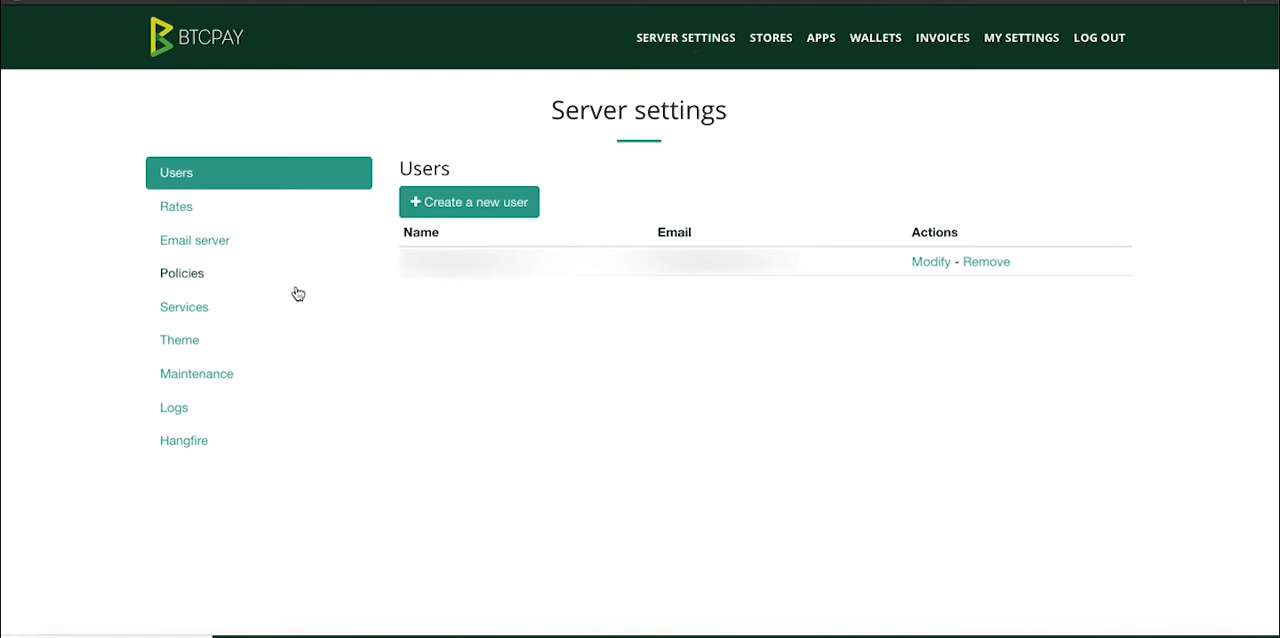 BTCPAY
SERVER SETTINGS STORES APPS WALLETS INVOICES MY SETTINGS LOG OUT
Server settings
Users
Rates
Email server
Policies
Services
Theme
Maintenance
Logs
Hangfire
Users
+ Create a new user
Name Email Actions
Modify - Remove